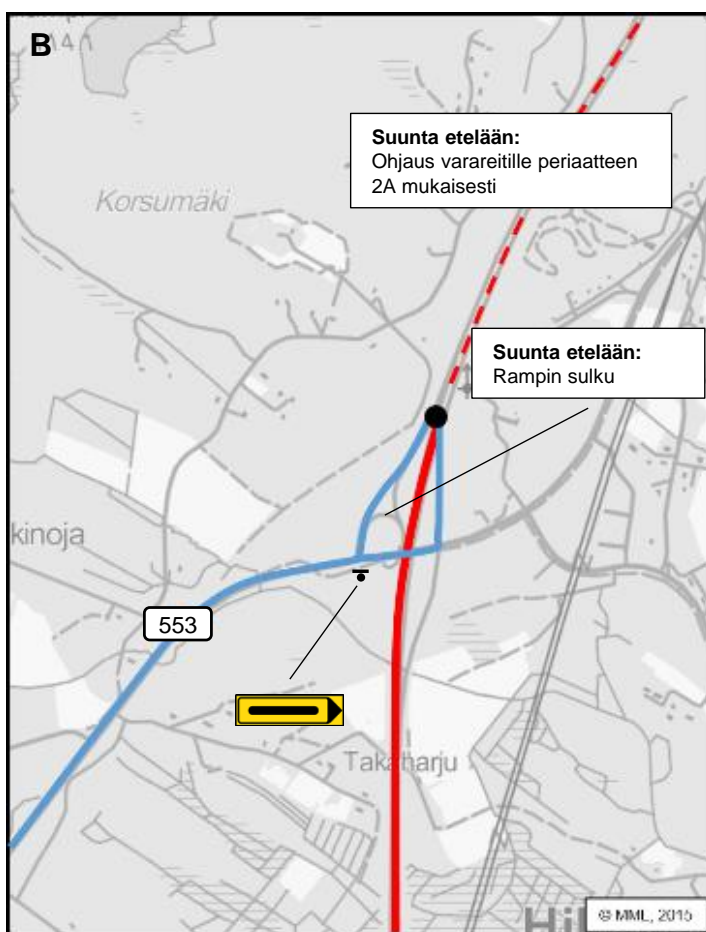 B
Suunta etelään:
Ohjaus varareitille periaatteen
2A mukaisesti
Korsumäki
Suunta etelään:
Rampin sulku
kinoja
553
Takaharju
© MML, 2015